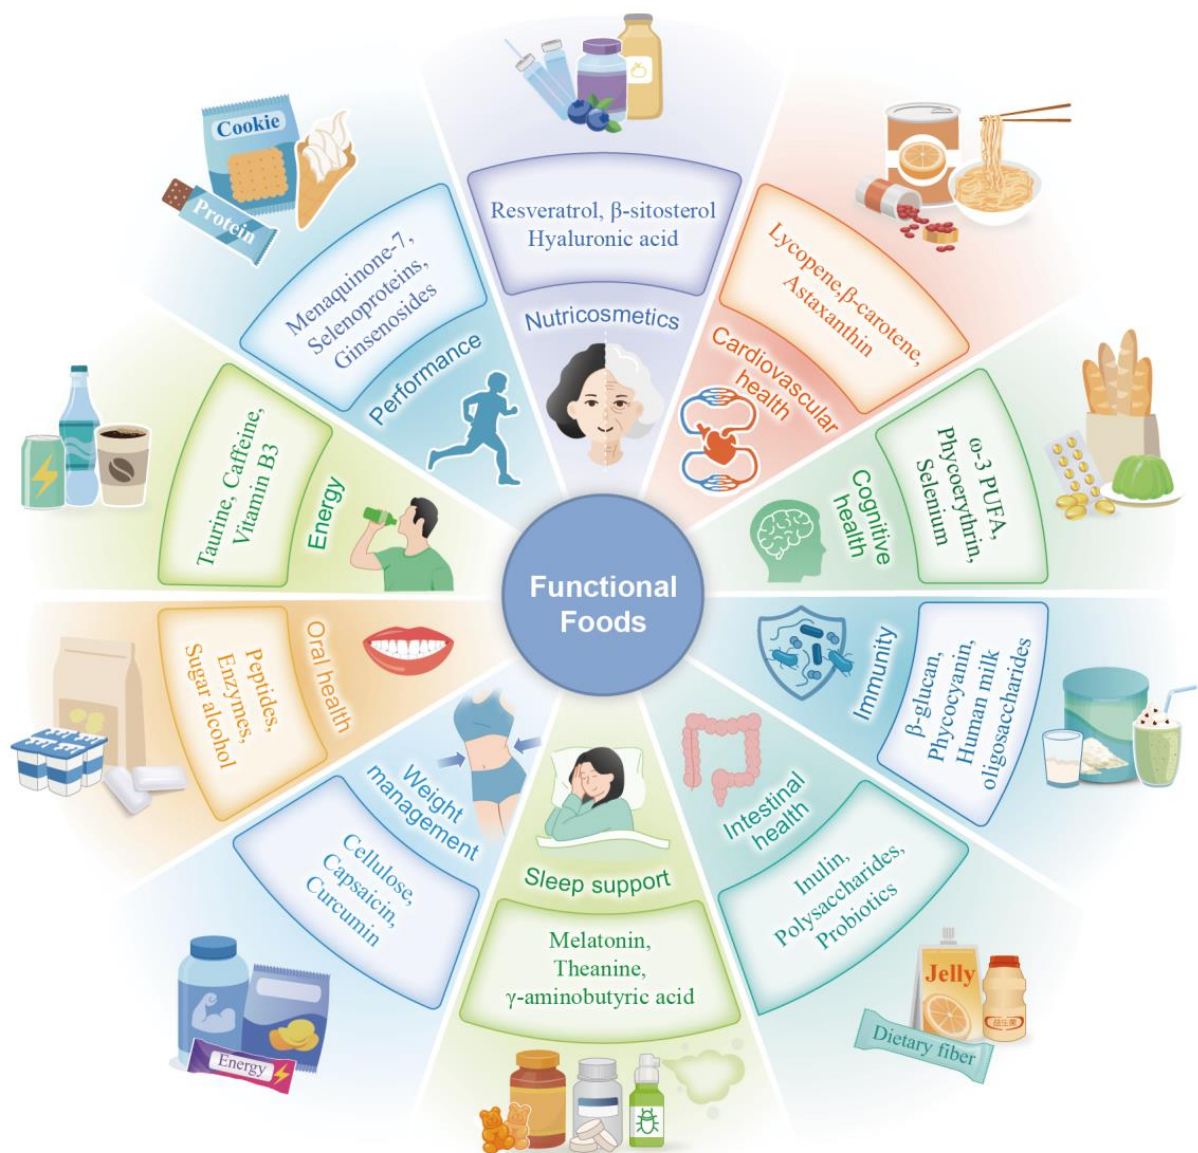 Functional
Foods
Resveratrol, β-sitosterol
Hyaluronic acid
Nutricosmetics
Lycopene,β-carotene,
Astaxanthin
Cardiovascular
health
ω-3 PUFA,
Phycoerythrin,
Selenium
Cognitive
health
β-glucan,
Phycocyanin,
Human milk
oligosaccharides
Immunity
Inulin,
Polysaccharides,
Probiotics
Intestinal
health
Jelly
益生菌
Dietary fiber
Sleep support
Melatonin,
Theanine,
γ-aminobutyric acid
Weight
management
Cellulose,
Capsaicin,
Curcumin
Energy
Oral health
Peptides,
Enzymes,
Sugar alcohol
Energy
Taurine, Caffeine,
Vitamin B3
Performance
Menaquinone-7,
Selenoproteins,
Ginsenosides
Cookie
Protein